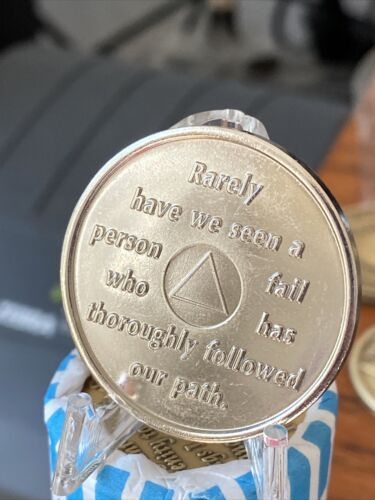 Rarely
have we seen a
person fail
who has
thoroughly followed
our path.